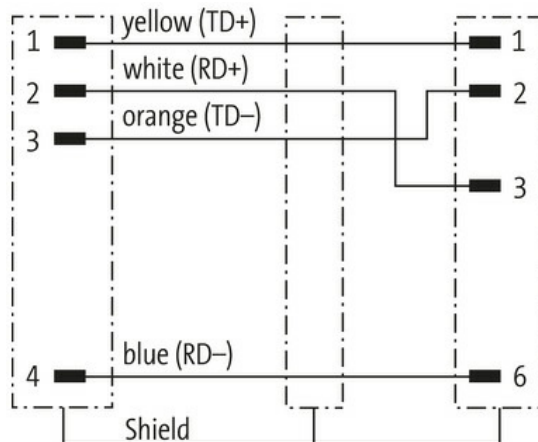 yellow (TD+)
1 1
white (RD+)
2 2
orange (TD–)
3
3
blue (RD–)
4 6
Shield